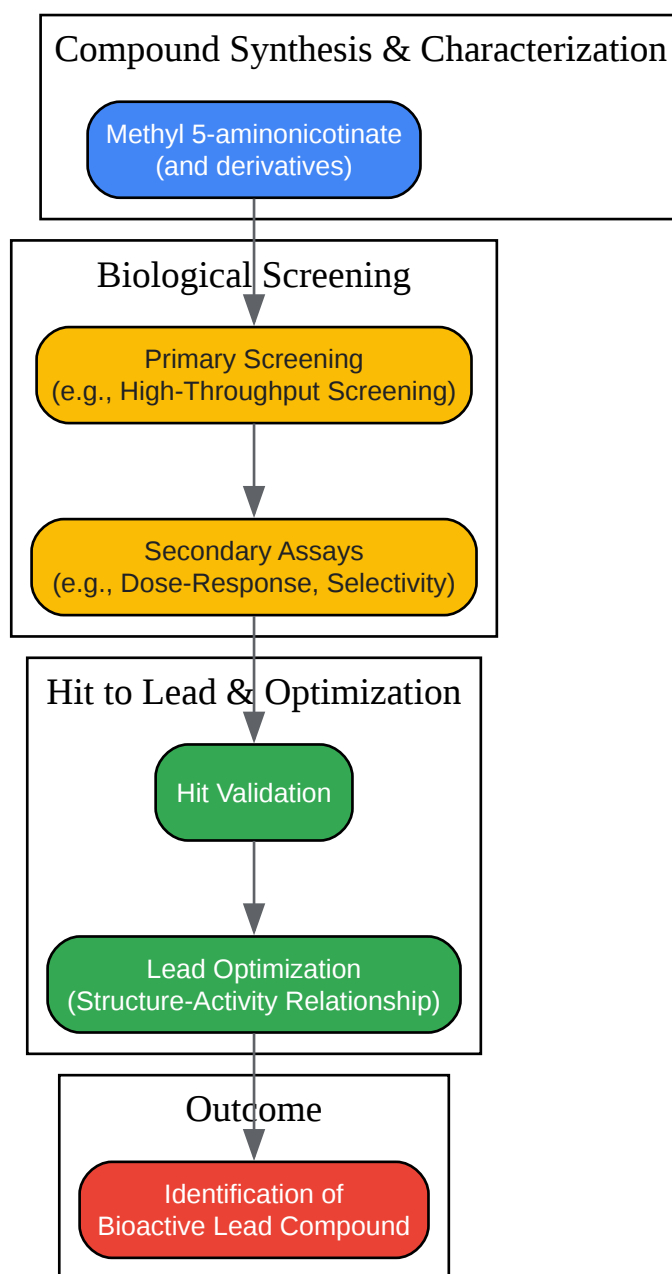 Compound Synthesis & Characterization
Methyl 5-aminonicotinate
(and derivatives)
Biological Screening
Primary Screening
(e.g., High-Throughput Screening)
Secondary Assays
(e.g., Dose-Response, Selectivity)
Hit to Lead & Optimization
Hit Validation
Lead Optimization
(Structure-Activity Relationship)
Outcome
Identification of
Bioactive Lead Compound